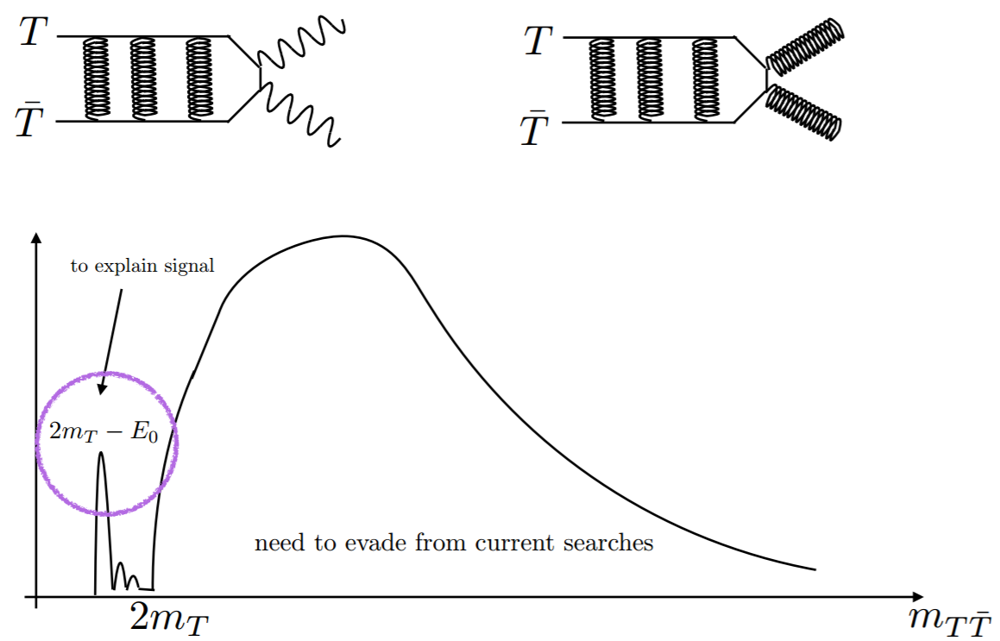 T
T
T̄
T̄
to explain signal
2m_T − E_0
need to evade from current searches
2m_T
m_{TT̄}